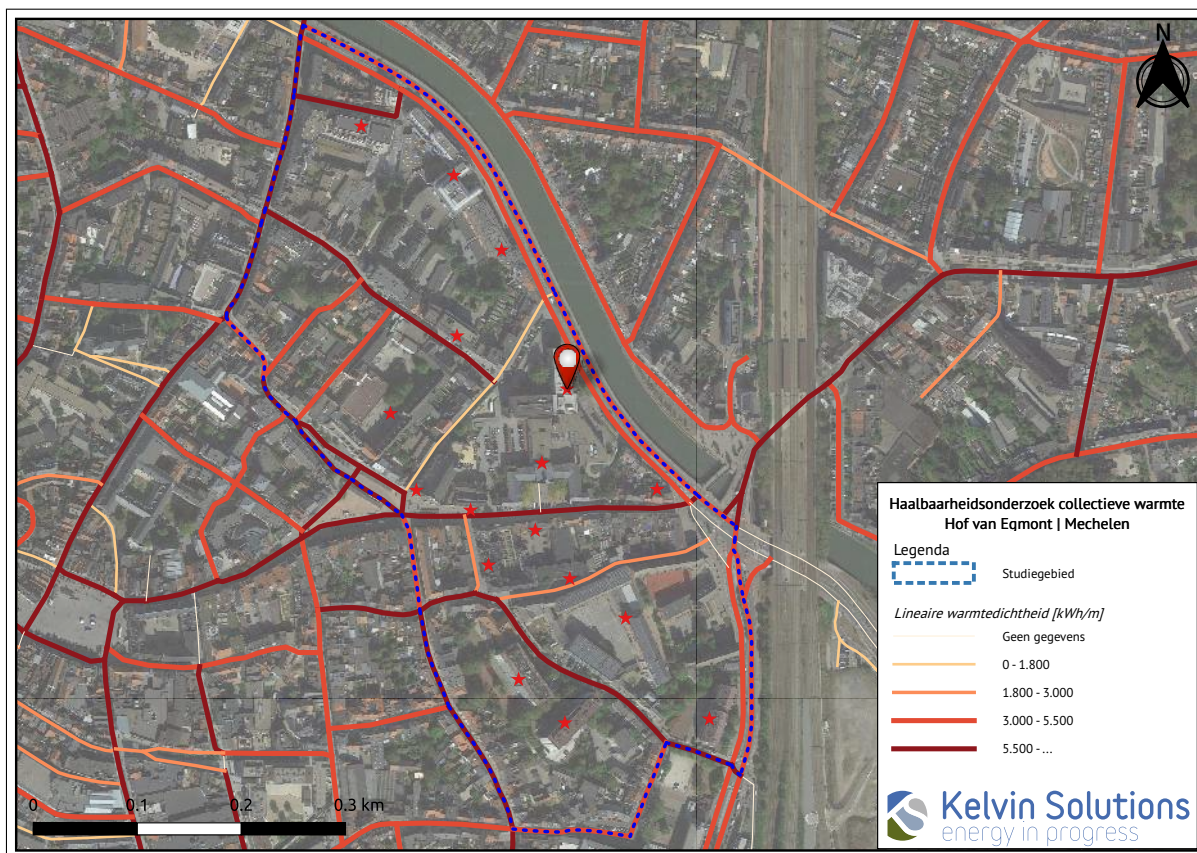 N
Haalbaarheidsonderzoek collectieve warmte
Hof van Egmont | Mechelen
Legenda
Studiegebied
Lineaire warmtedichtheid [kWh/m]
Geen gegevens
0 - 1.800
1.800 - 3.000
3.000 - 5.500
5.500 - ...
0 0.1 0.2 0.3 km
Kelvin Solutions
energy in progress